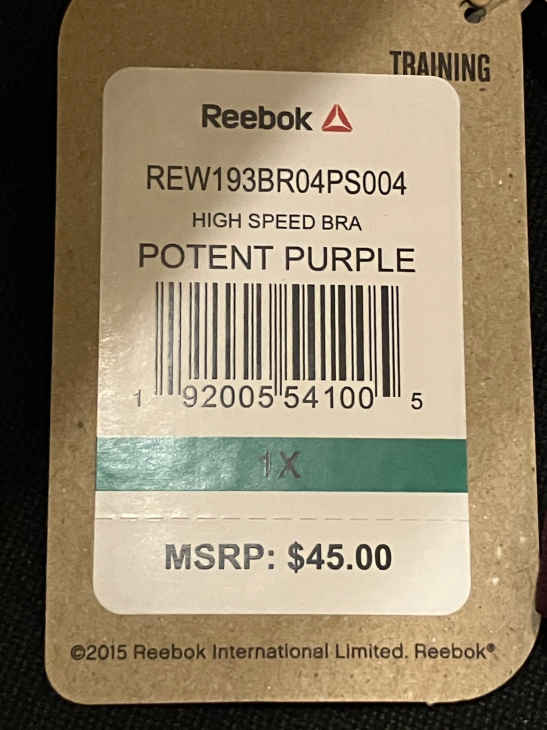 TRAINING
Reebok
REW193BR04PS004
HIGH SPEED BRA
POTENT PURPLE
1 92005 54100 5
1X
MSRP: $45.00
©2015 Reebok International Limited. Reebok®